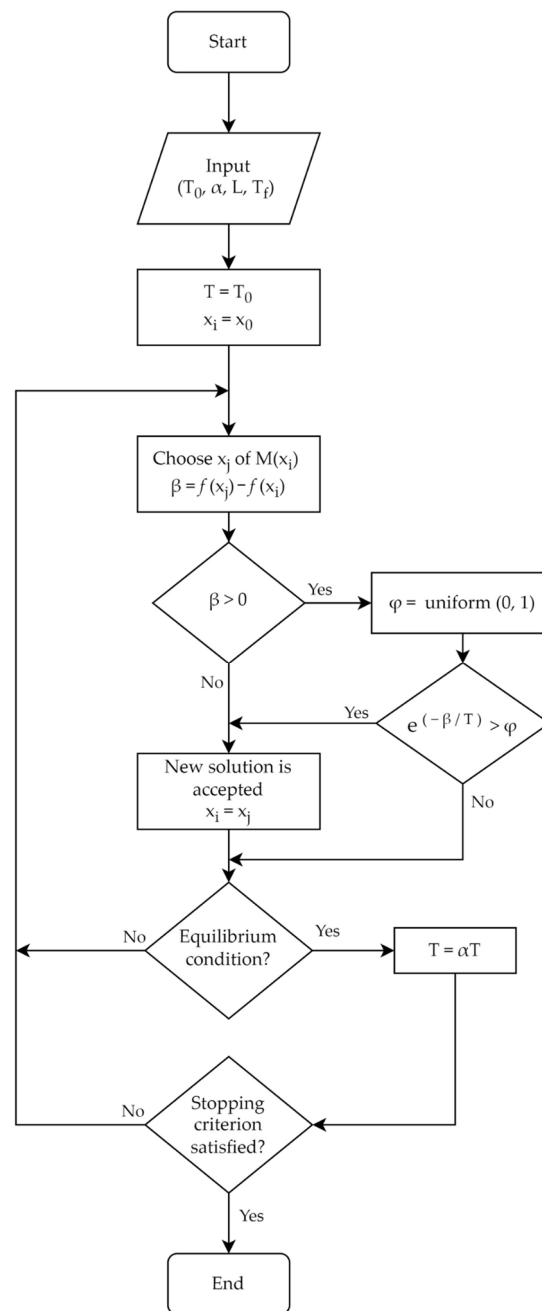 Start
Input
(T₀, α, L, T_f)
T = T₀
xᵢ = x₀
Choose xⱼ of M(xᵢ)
β = f (xⱼ) − f (xᵢ)
β > 0
Yes
φ = uniform (0, 1)
No
Yes
e^(−β/T) > φ
New solution is
accepted
xᵢ = xⱼ
No
Equilibrium
condition?
No
Yes
T = αT
Stopping
criterion
satisfied?
No
Yes
End